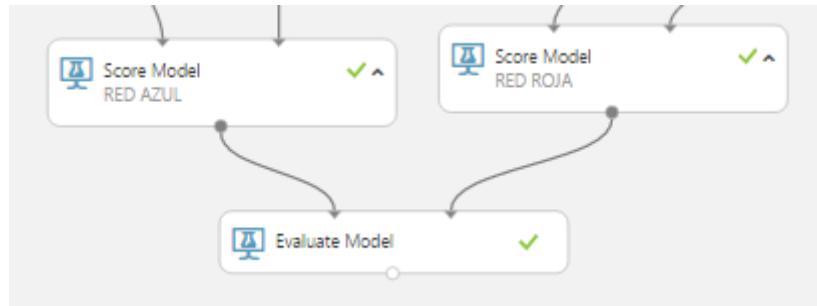 Score Model
RED AZUL
Score Model
RED ROJA
Evaluate Model